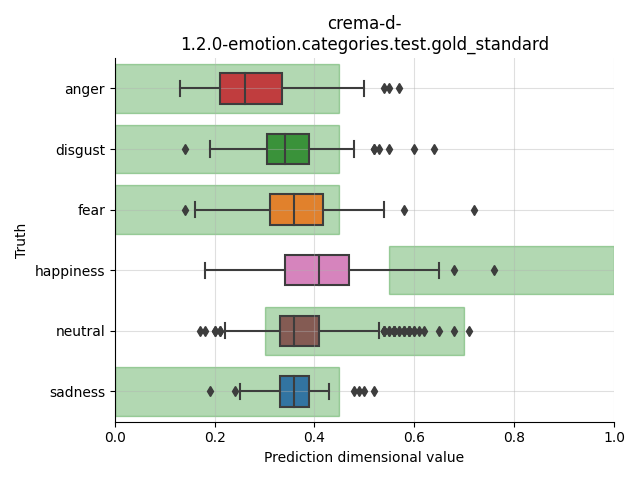 crema-d-
1.2.0-emotion.categories.test.gold_standard
anger
disgust
fear
happiness
neutral
sadness
Truth
0.0 0.2 0.4 0.6 0.8 1.0
Prediction dimensional value